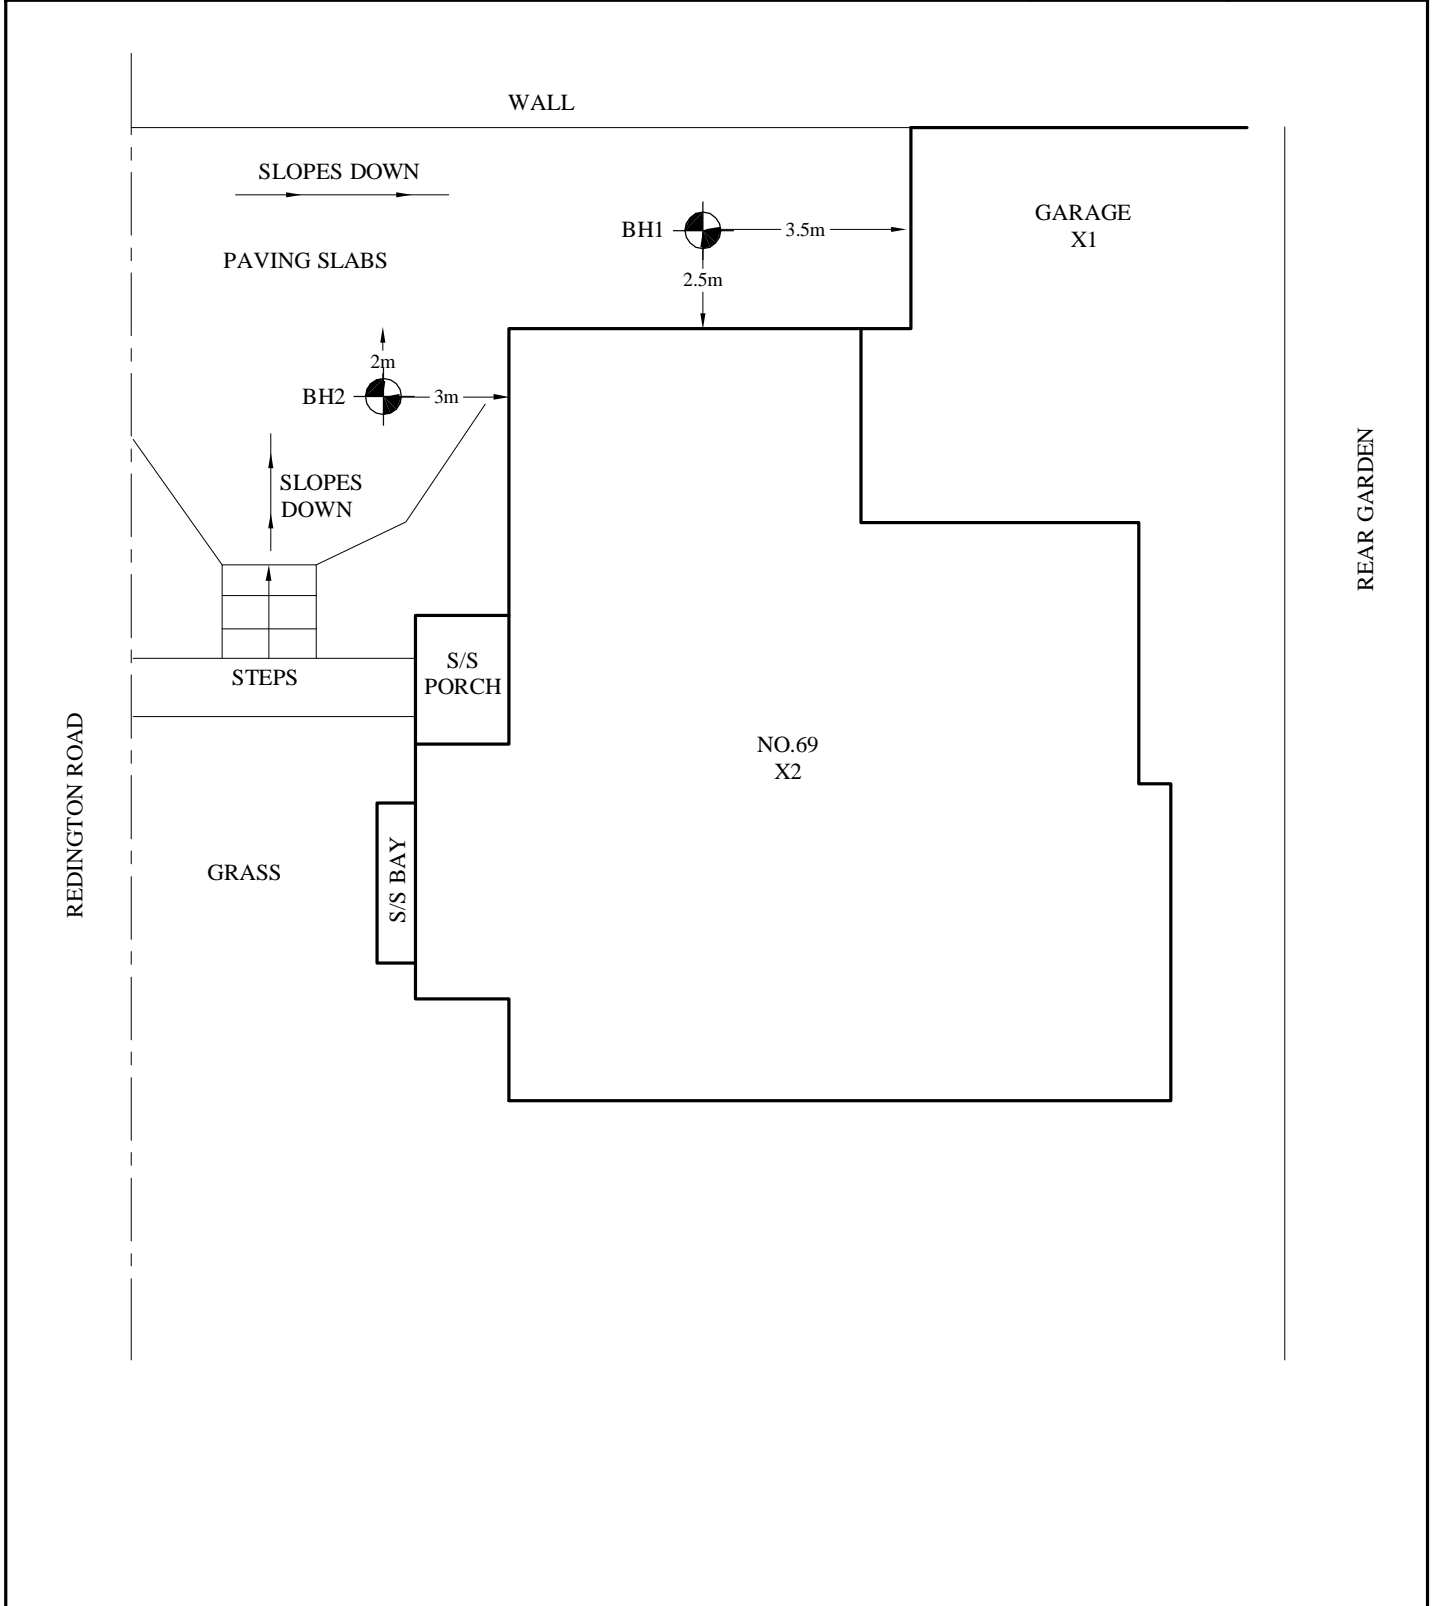 WALL
SLOPES DOWN
GARAGE
X1
BH1
3.5m
PAVING SLABS
2.5m
2m
BH2
3m
SLOPES
DOWN
REAR GARDEN
S/S
PORCH
STEPS
NO.69
X2
REDINGTON ROAD
GRASS
S/S BAY